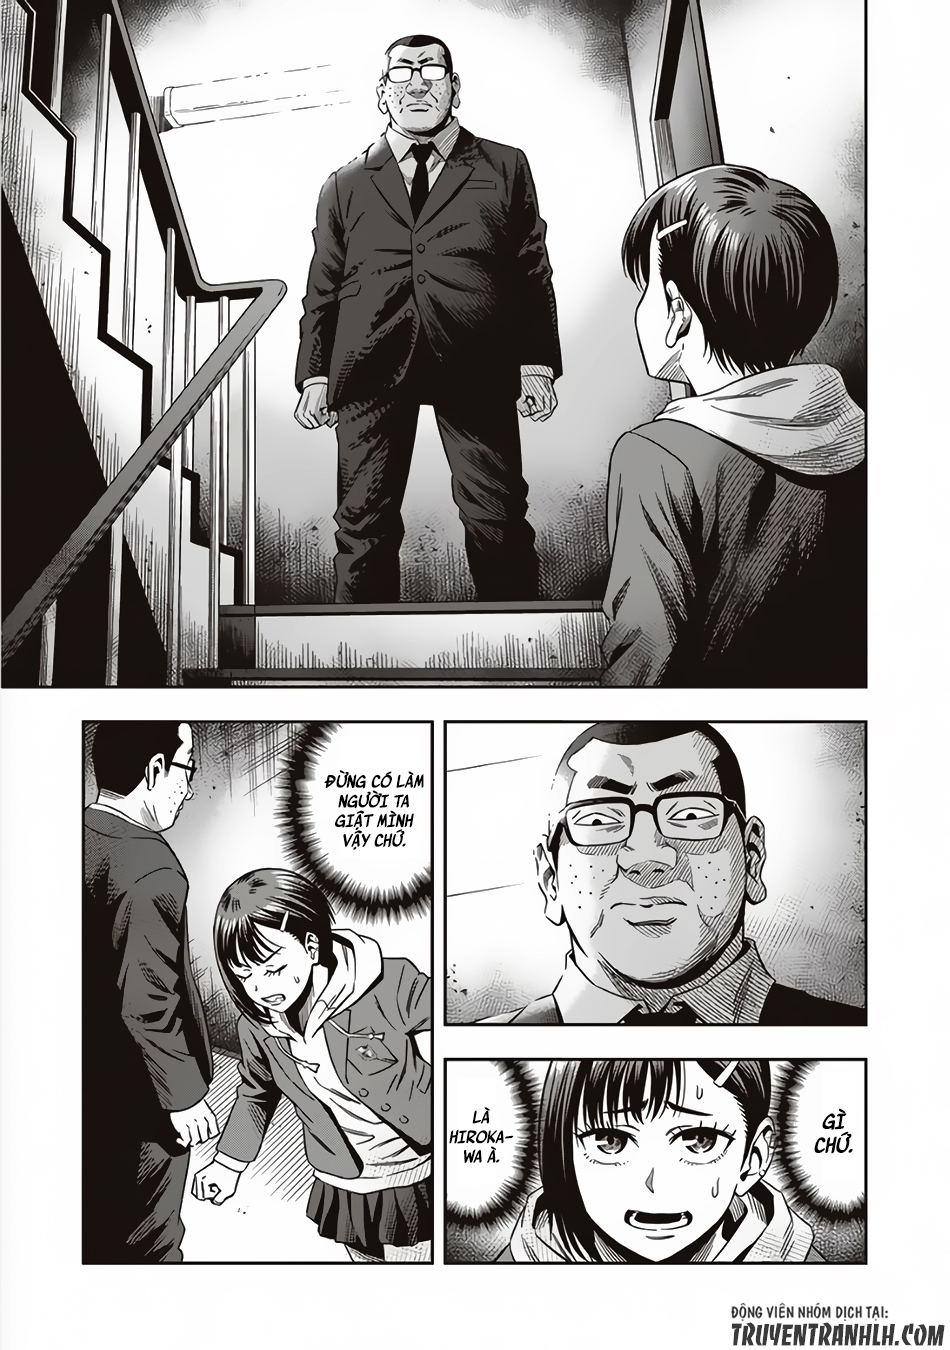 GÌ
CHỨ.
LÀ
HIROKA-
WA À.
ĐỪNG CÓ LÀM
NGƯỜI TA
GIẬT MÌNH
VẬY CHỨ.
ĐỘNG VIÊN NHÓM DỊCH TẠI:
TRUYENTRANHLH.COM